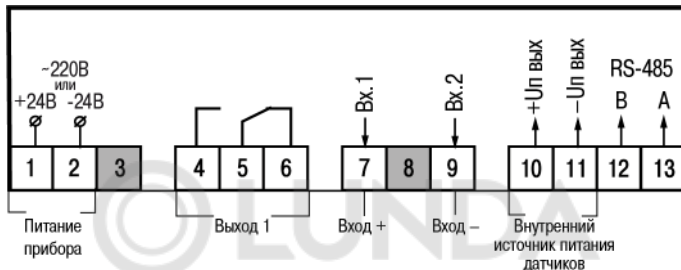 ~220В
или
+24В -24В
Вх.1
Вх.2
+Uп вых
−Uп вых
RS-485
B A
1 2 3 4 5 6 7 8 9 10 11 12 13
Питание
прибора
Выход 1
Вход +
Вход −
Внутренний
источник питания
датчиков
LUNDA